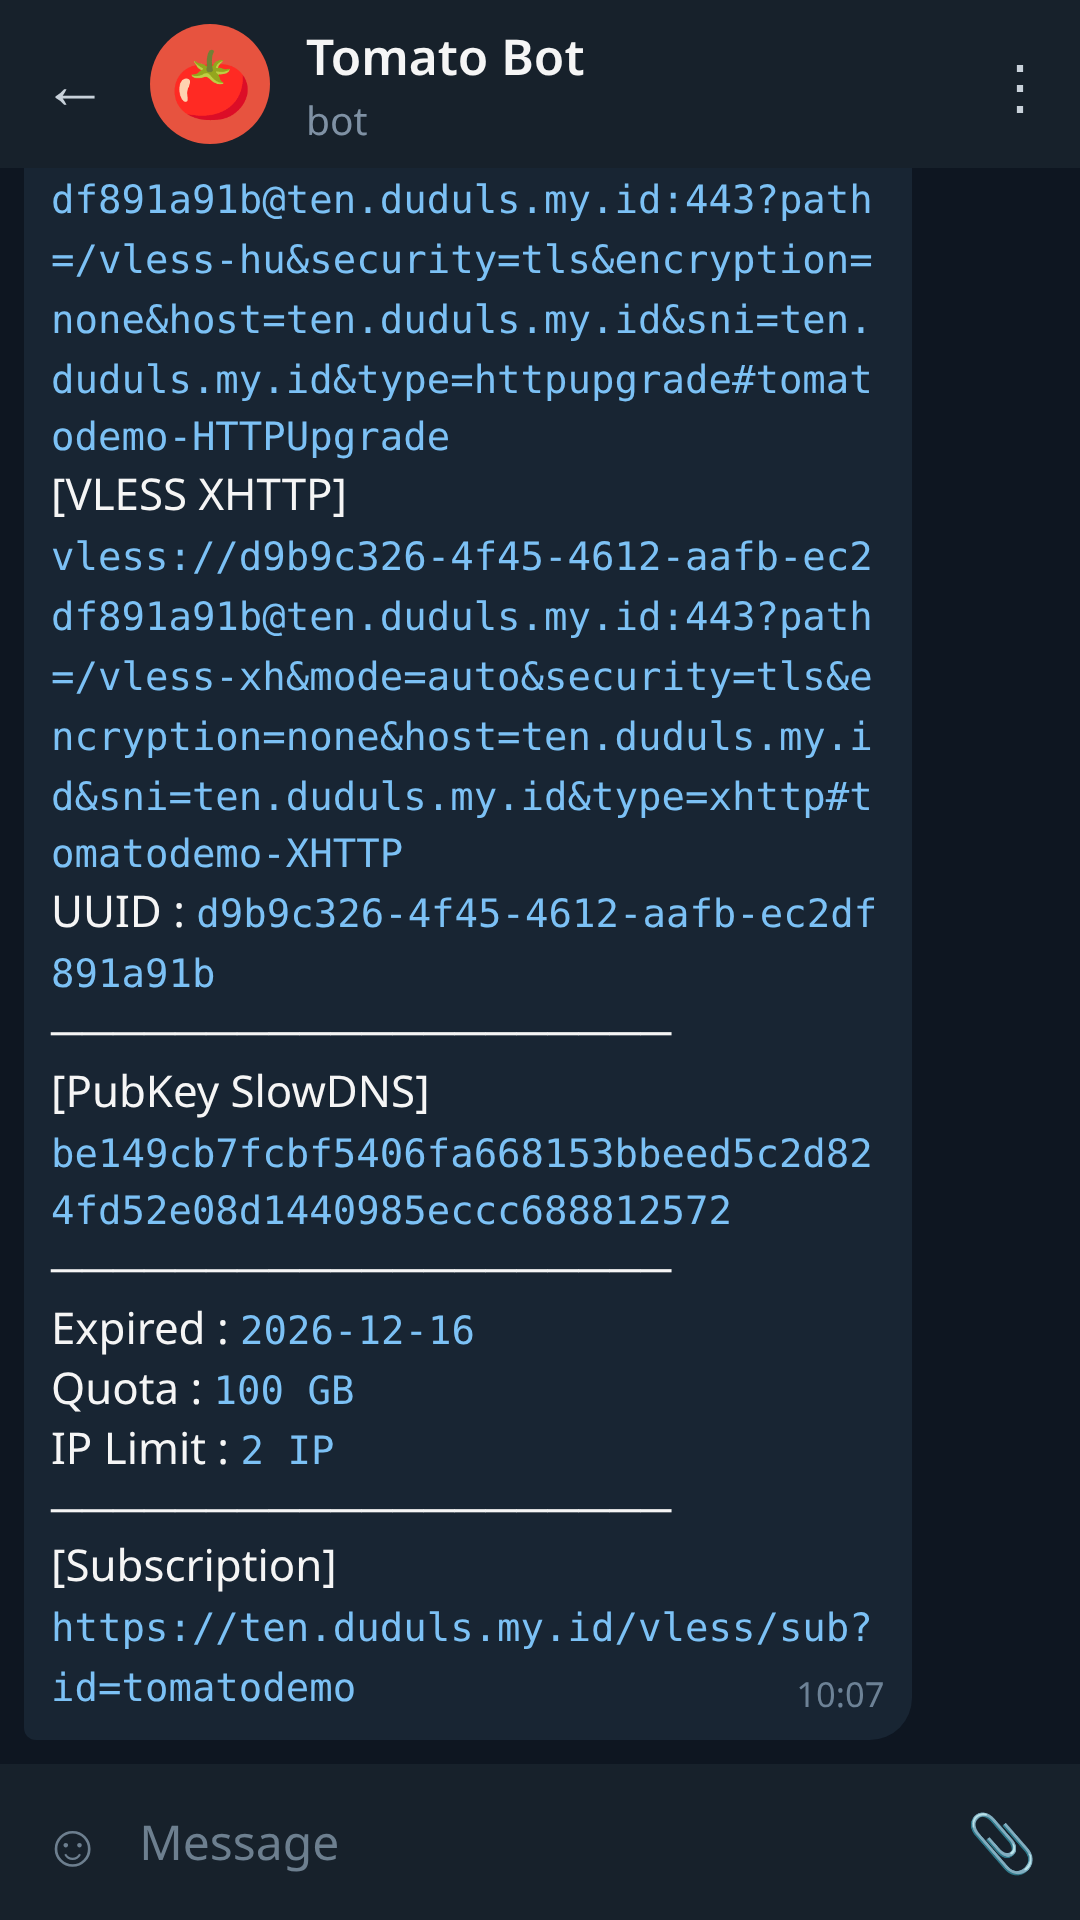 Tomato Bot
bot
df891a91b@ten.duduls.my.id:443?path
=/vless-hu&security=tls&encryption=
none&host=ten.duduls.my.id&sni=ten.
duduls.my.id&type=httpupgrade#tomat
odemo-HTTPUpgrade
[VLESS XHTTP]
vless://d9b9c326-4f45-4612-aafb-ec2
df891a91b@ten.duduls.my.id:443?path
=/vless-xh&mode=auto&security=tls&e
ncryption=none&host=ten.duduls.my.i
d&sni=ten.duduls.my.id&type=xhttp#t
omatodemo-XHTTP
UUID : d9b9c326-4f45-4612-aafb-ec2df
891a91b
[PubKey SlowDNS]
be149cb7fcbf5406fa668153bbeed5c2d82
4fd52e08d1440985eccc688812572
Expired : 2026-12-16
Quota : 100 GB
IP Limit : 2 IP
[Subscription]
https://ten.duduls.my.id/vless/sub?
id=tomatodemo
10:07
Message